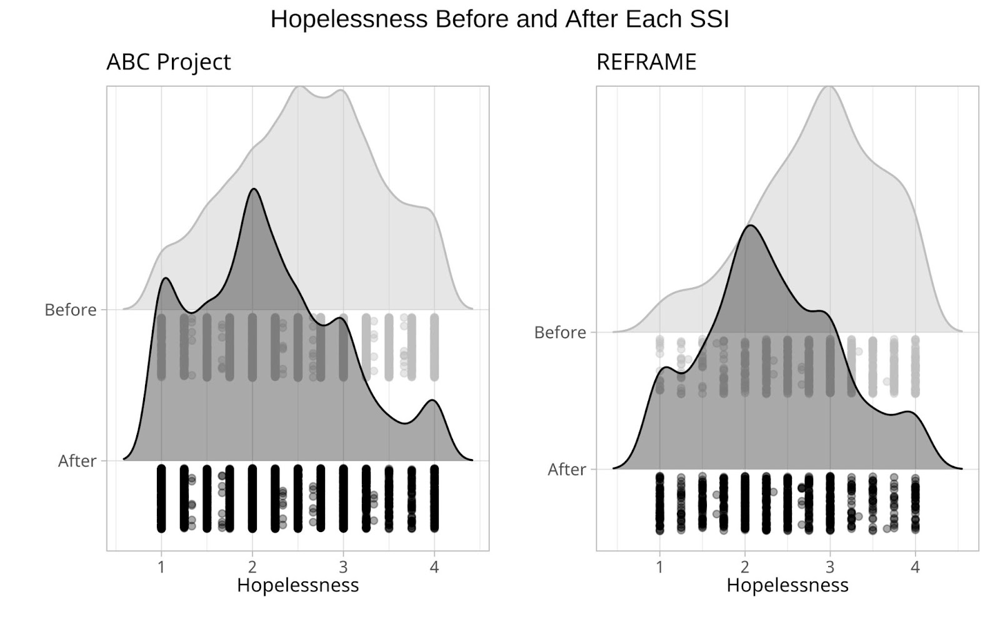 Hopelessness Before and After Each SSI
ABC Project
Before
After
1 2 3 4
Hopelessness
REFRAME
Before
After
1 2 3 4
Hopelessness